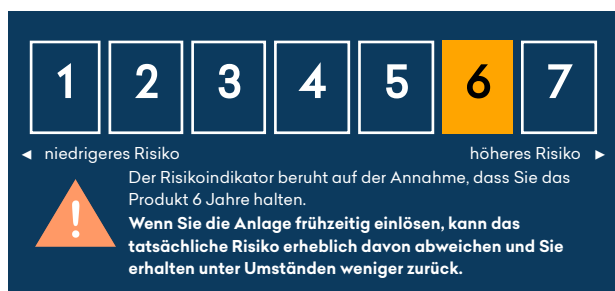 1 2 3 4 5 6 7
◄ niedrigeres Risiko höheres Risiko ►
Der Risikoindikator beruht auf der Annahme, dass Sie das
Produkt 6 Jahre halten.
Wenn Sie die Anlage frühzeitig einlösen, kann das
tatsächliche Risiko erheblich davon abweichen und Sie
erhalten unter Umständen weniger zurück.